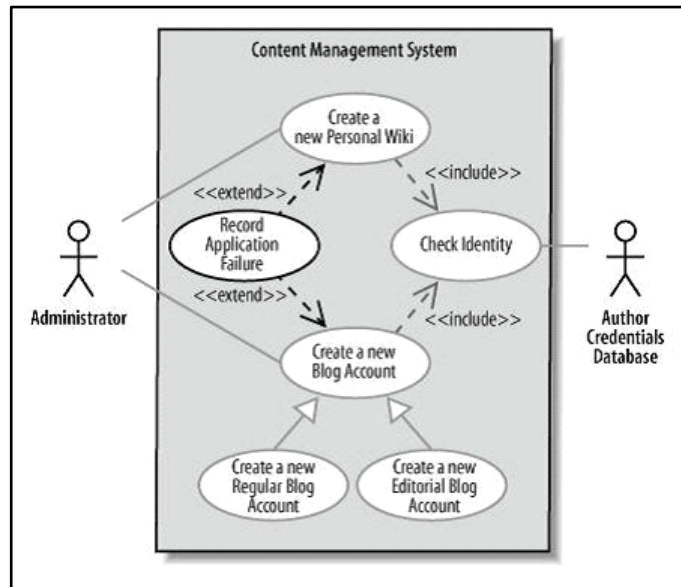 Content Management System
Create a
new Personal Wiki
<<extend>>
<<include>>
Record
Application
Failure
Check Identity
<<extend>>
<<include>>
Administrator
Author
Credentials
Database
Create a new
Blog Account
Create a new
Regular Blog
Account
Create a new
Editorial Blog
Account